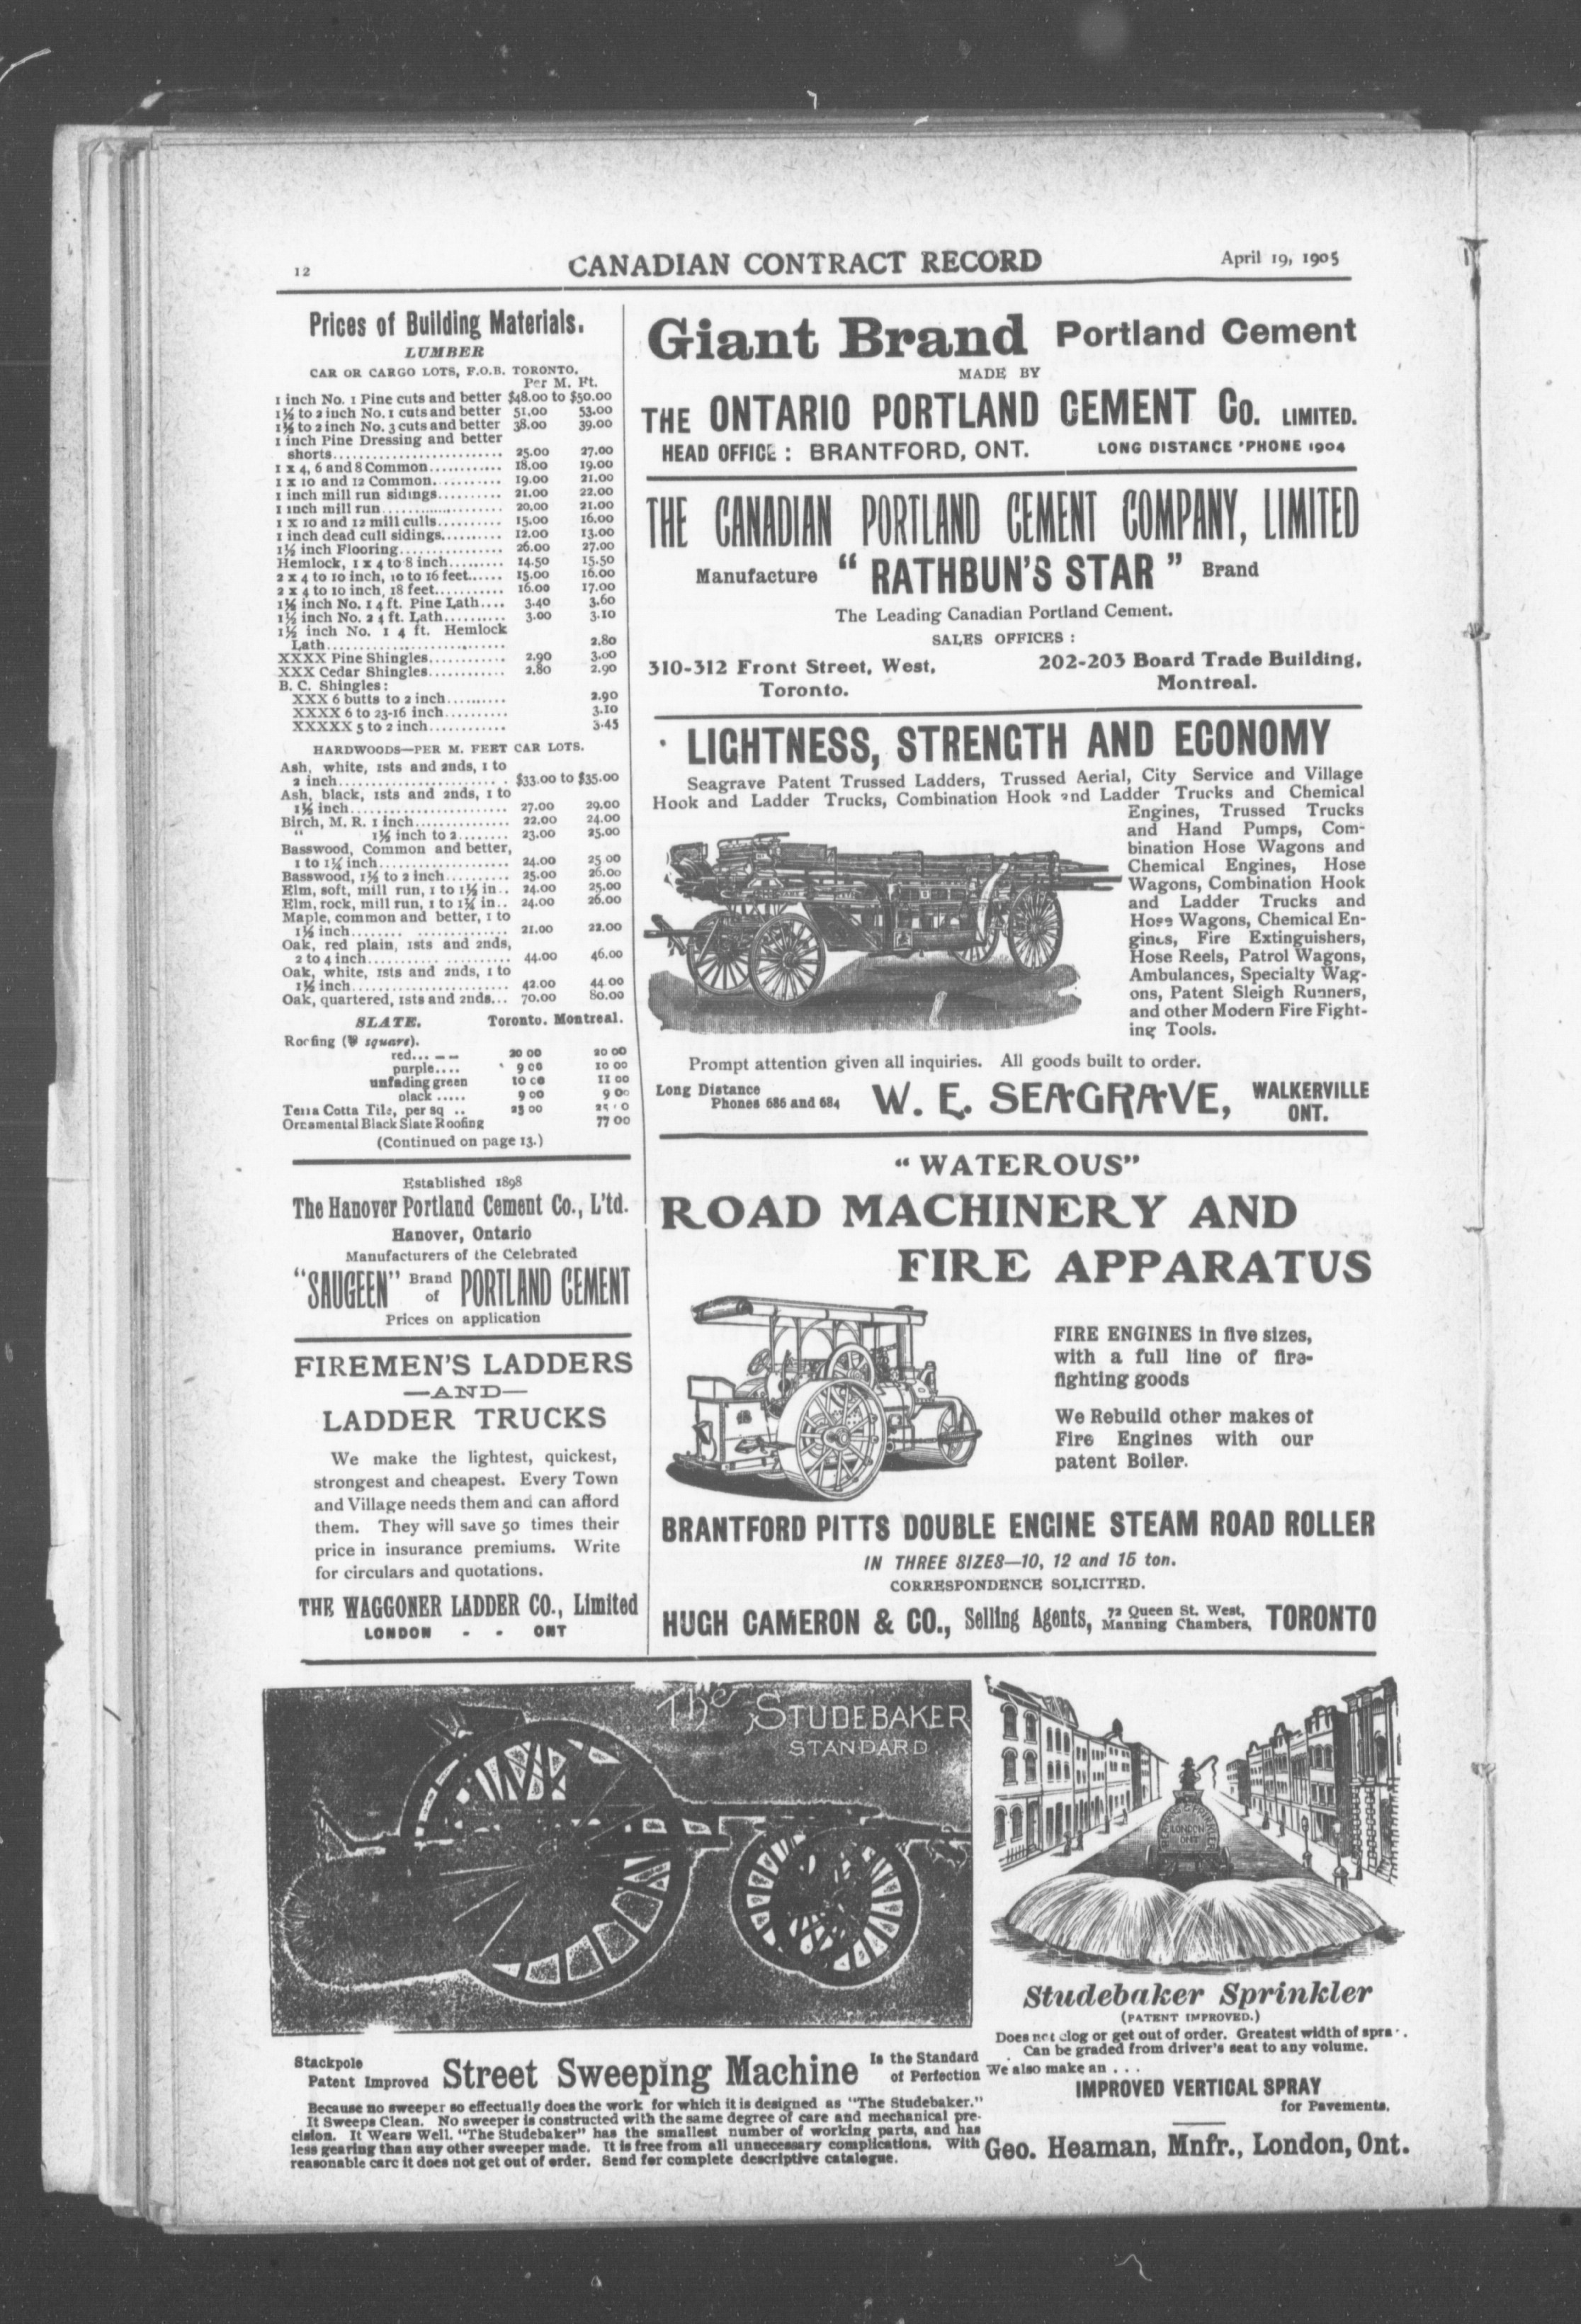 12
CANADIAN CONTRACT RECORD
April 19, 1905
Prices of Building Materials.
LUMBER
CAR OR CARGO LOTS, F.O.B. TORONTO.
Per M. Ft.
1 inch No. 1 Pine cuts and better $48.00 to $50.00
1½ to 2 inch No. 1 cuts and better 51.00 53.00
1½ to 2 inch No. 3 cuts and better 38.00 39.00
1 inch Pine Dressing and better
shorts........................ 25.00 27.00
1 x 4, 6 and 8 Common............ 18.00 19.00
1 x 10 and 12 Common........... 19.00 21.00
1 inch mill run sidings.......... 21.00 22.00
1 inch mill run.................. 20.00 21.00
1 x 10 and 12 mill culls.......... 15.00 16.00
1 inch dead cull sidings.......... 12.00 13.00
1½ inch Flooring................ 26.00 27.00
Hemlock, 1 x 4 to 8 inch......... 14.50 15.50
2 x 4 to 10 inch, 10 to 16 feet...... 15.00 16.00
2 x 4 to 10 inch, 18 feet........... 16.00 17.00
1½ inch No. 1 4 ft. Pine Lath.... 3.40 3.60
1½ inch No. 2 4 ft. Lath.......... 3.00 3.10
1½ inch No. 1 4 ft. Hemlock
Lath.......................... 2.80
XXXX Pine Shingles............ 2.90 3.00
XXX Cedar Shingles............ 2.80 2.90
B. C. Shingles:
XXX 6 butts to 2 inch.......... 2.90
XXXX 6 to 23-16 inch.......... 3.10
XXXXX 5 to 2 inch............ 3.45
HARDWOODS—PER M. FEET CAR LOTS.
Ash, white, 1sts and 2nds, 1 to
2 inch........................ $33.00 to $35.00
Ash, black, 1sts and 2nds, 1 to
1½ inch...................... 27.00 29.00
Birch, M. R. 1 inch............... 22.00 24.00
" 1½ inch to 2........ 23.00 25.00
Basswood, Common and better,
1 to 1½ inch................... 24.00 25 00
Basswood, 1½ to 2 inch.......... 25.00 26.00
Elm, soft, mill run, 1 to 1½ in.. 24.00 25.00
Elm, rock, mill run, 1 to 1½ in.. 24.00 26.00
Maple, common and better, 1 to
1½ inch........ ............. 21.00 22.00
Oak, red plain, 1sts and 2nds,
2 to 4 inch.............. ......... 44.00 46.00
Oak, white, 1sts and 2nds, 1 to
1½ inch....................... 42.00 44 00
Oak, quartered, 1sts and 2nds... 70.00 80.00
SLATE. Toronto. Montreal.
Roofing (₩ square).
red... 20 00 20 00
purple.... 9 00 10 00
unfading green 10 00 11 00
black ..... 9 00 9 00
Terra Cotta Tile, per sq .. 25 00
Ornamental Black Slate Roofing 77 00
(Continued on page 13.)
Established 1898
The Hanover Portland Cement Co., L'td.
Hanover, Ontario
Manufacturers of the Celebrated
"SAUGEEN" Brand of PORTLAND CEMENT
Prices on application
FIREMEN'S LADDERS
—AND—
LADDER TRUCKS
We make the lightest, quickest,
strongest and cheapest. Every Town
and Village needs them and can afford
them. They will save 50 times their
price in insurance premiums. Write
for circulars and quotations.
THE WAGGONER LADDER CO., Limited
LONDON - - ONT
Giant Brand Portland Cement
MADE BY
THE ONTARIO PORTLAND CEMENT Co. LIMITED.
HEAD OFFICE : BRANTFORD, ONT. LONG DISTANCE 'PHONE 1904
THE CANADIAN PORTLAND CEMENT COMPANY, LIMITED
Manufacture " RATHBUN'S STAR " Brand
The Leading Canadian Portland Cement.
SALES OFFICES :
310-312 Front Street, West,
Toronto.
202-203 Board Trade Building,
Montreal.
LIGHTNESS, STRENGTH AND ECONOMY
Seagrave Patent Trussed Ladders, Trussed Aerial, City Service and Village
Hook and Ladder Trucks, Combination Hook and Ladder Trucks and Chemical
Engines, Trussed Trucks
and Hand Pumps, Com-
bination Hose Wagons and
Chemical Engines, Hose
Wagons, Combination Hook
and Ladder Trucks and
Hose Wagons, Chemical En-
gines, Fire Extinguishers,
Hose Reels, Patrol Wagons,
Ambulances, Specialty Wag-
ons, Patent Sleigh Runners,
and other Modern Fire Fight-
ing Tools.
Prompt attention given all inquiries. All goods built to order.
Long Distance
Phones 686 and 684
W. E. SEAGRAVE, WALKERVILLE
ONT.
"WATEROUS"
ROAD MACHINERY AND
FIRE APPARATUS
FIRE ENGINES in five sizes,
with a full line of fire-
fighting goods
We Rebuild other makes of
Fire Engines with our
patent Boiler.
BRANTFORD PITTS DOUBLE ENGINE STEAM ROAD ROLLER
IN THREE SIZES—10, 12 and 15 ton.
CORRESPONDENCE SOLICITED.
HUGH CAMERON & CO., Selling Agents, 72 Queen St. West, Manning Chambers, TORONTO
The STUDEBAKER
STANDARD
Stackpole
Patent Improved
Street Sweeping Machine
Is the Standard
of Perfection
Because no sweeper so effectually does the work for which it is designed as "The Studebaker."
It Sweeps Clean. No sweeper is constructed with the same degree of care and mechanical pre-
cision. It Wears Well. "The Studebaker" has the smallest number of working parts, and has
less gearing than any other sweeper made. It is free from all unnecessary complications. With
reasonable care it does not get out of order. Send for complete descriptive catalogue.
LONDON
ONT
Studebaker Sprinkler
(PATENT IMPROVED.)
Does not clog or get out of order. Greatest width of spra .
Can be graded from driver's seat to any volume.
We also make an . . .
IMPROVED VERTICAL SPRAY
for Pavements.
Geo. Heaman, Mnfr., London, Ont.